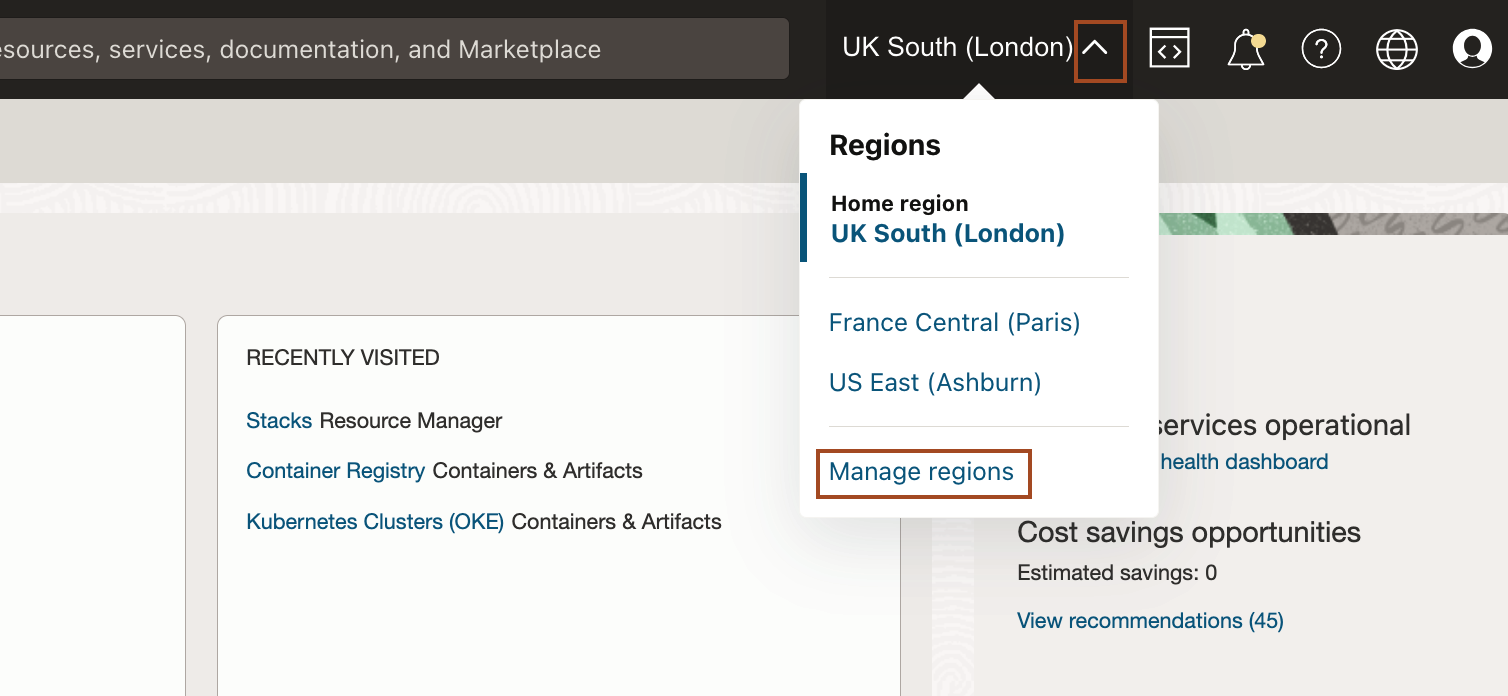 resources, services, documentation, and Marketplace
UK South (London)
Regions
Home region
UK South (London)
France Central (Paris)
US East (Ashburn)
Manage regions
RECENTLY VISITED
Stacks Resource Manager
Container Registry Containers & Artifacts
Kubernetes Clusters (OKE) Containers & Artifacts
services operational
health dashboard
Cost savings opportunities
Estimated savings: 0
View recommendations (45)